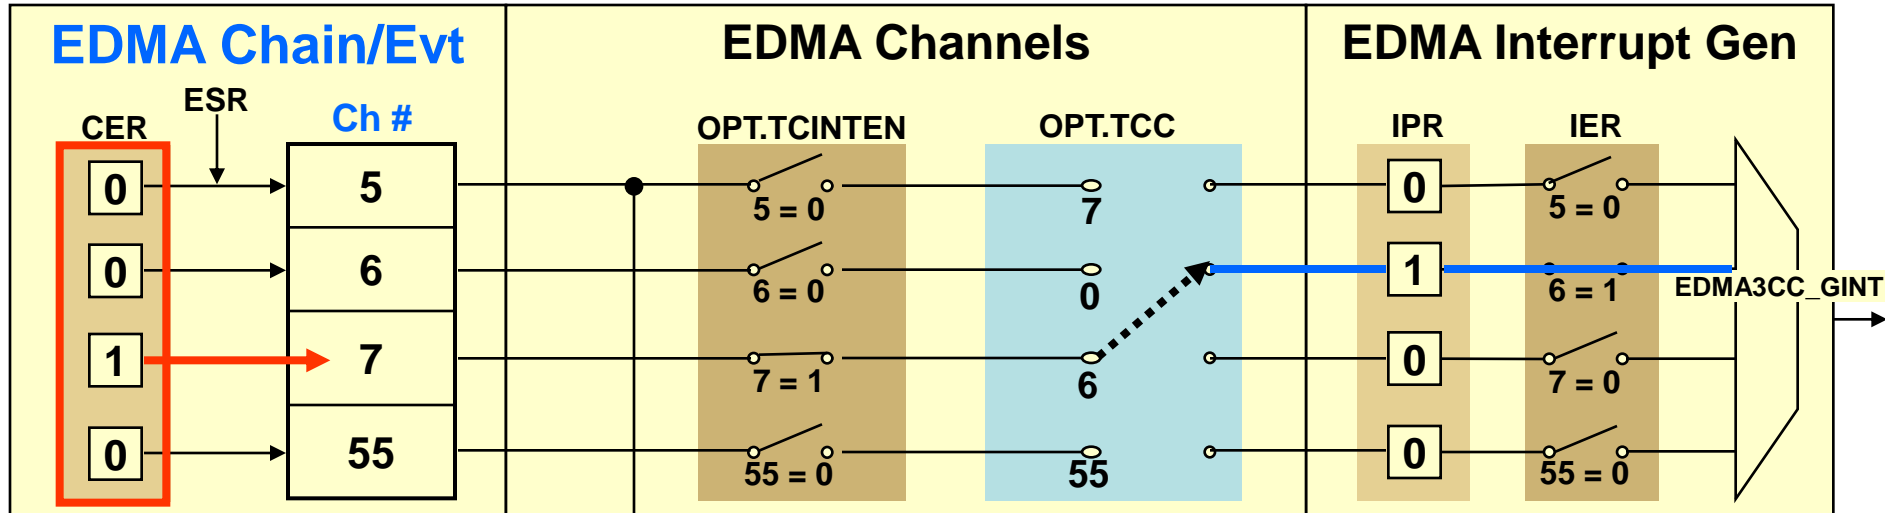 EDMA Chain/Evt
EDMA Channels
EDMA Interrupt Gen
ESR
CER
Ch #
OPT.TCINTEN
OPT.TCC
IPR
IER
0
5
5 = 0
7
0
5 = 0
0
6
6 = 0
0
1
6 = 1
EDMA3CC_GINT
1
7
7 = 1
6
0
7 = 0
0
55
55 = 0
55
0
55 = 0